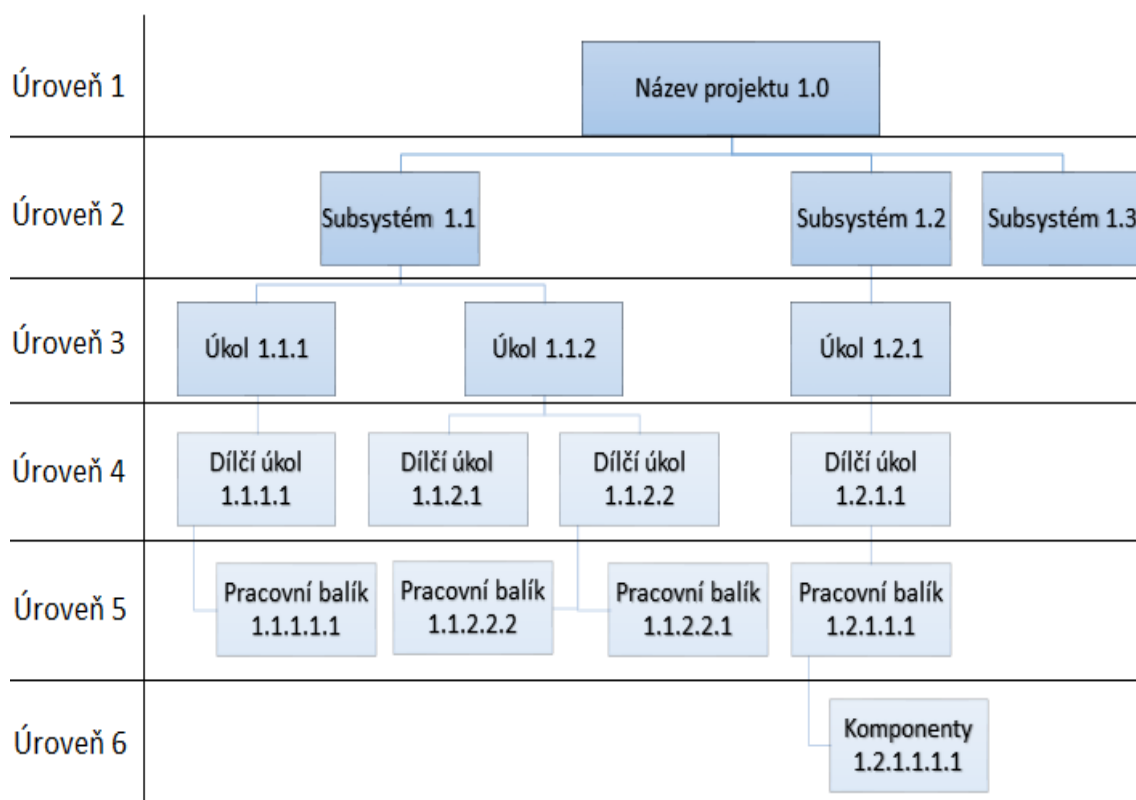 Úroveň 1
Název projektu 1.0
Úroveň 2
Subsystém 1.1
Subsystém 1.2
Subsystém 1.3
Úroveň 3
Úkol 1.1.1
Úkol 1.1.2
Úkol 1.2.1
Úroveň 4
Dílčí úkol
1.1.1.1
Dílčí úkol
1.1.2.1
Dílčí úkol
1.1.2.2
Dílčí úkol
1.2.1.1
Úroveň 5
Pracovní balík
1.1.1.1.1
Pracovní balík
1.1.2.2.2
Pracovní balík
1.1.2.2.1
Pracovní balík
1.2.1.1.1
Úroveň 6
Komponenty
1.2.1.1.1.1